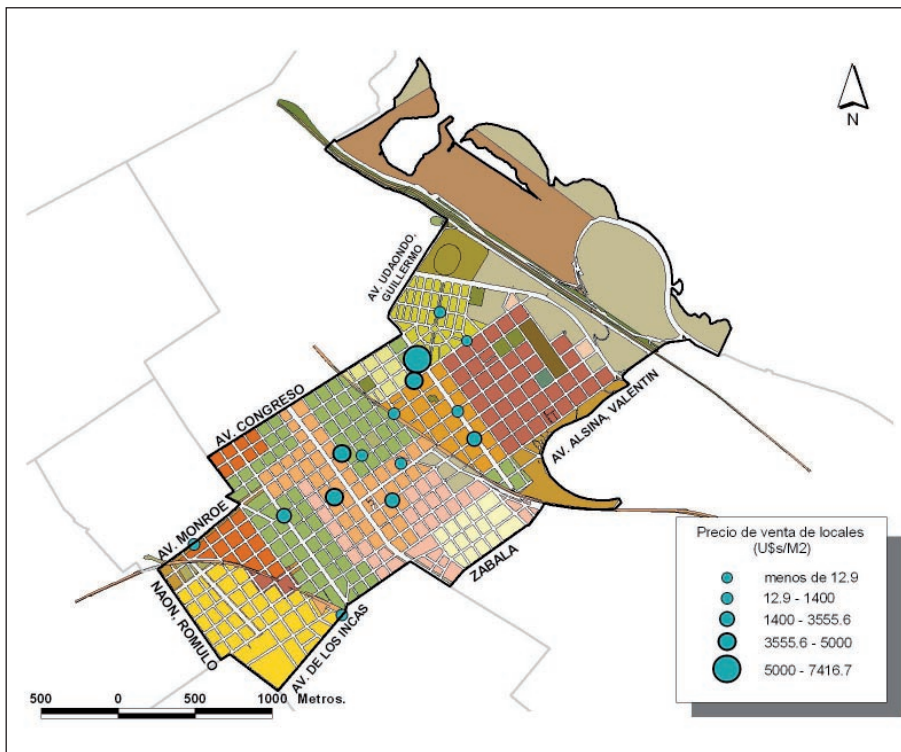 N
AV. UDAONDO,
GUILLERMO
AV. CONGRESO
AV. ALSINA, VALENTIN
AV. MONROE
ZABALA
NAON, ROMULO
AV. DE LOS INCAS
500 0 500 1000 Metros.
Precio de venta de locales
(U$s/M2)
menos de 12.9
12.9 - 1400
1400 - 3555.6
3555.6 - 5000
5000 - 7416.7